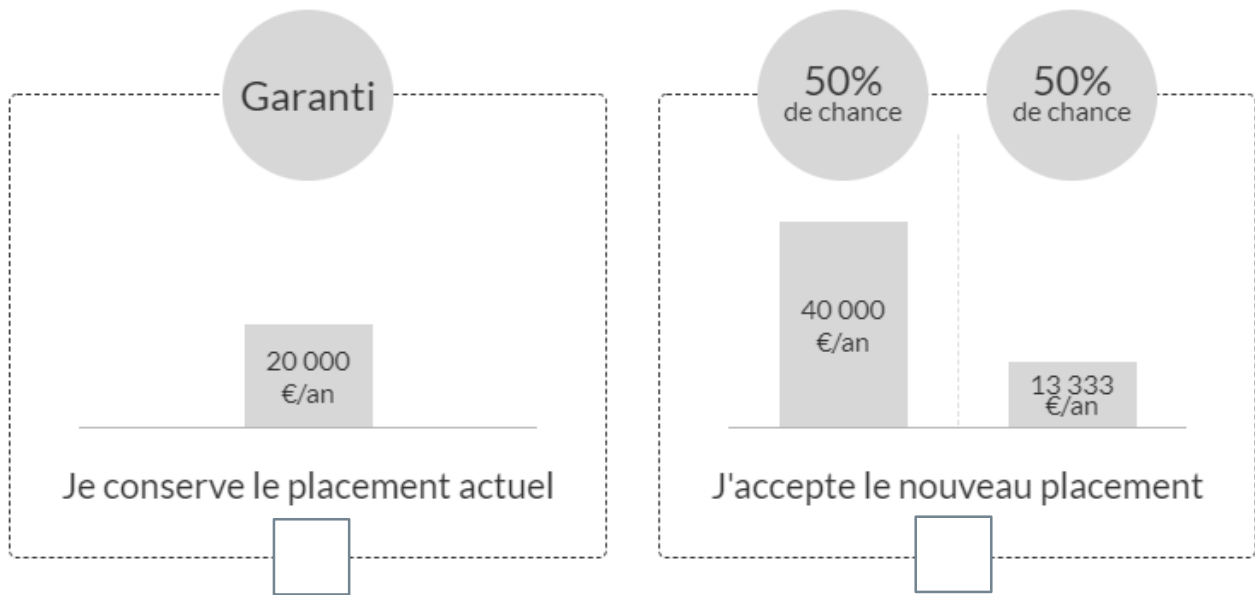 Garanti
20 000
€/an
Je conserve le placement actuel
50%
de chance
50%
de chance
40 000
€/an
13 333
€/an
J'accepte le nouveau placement